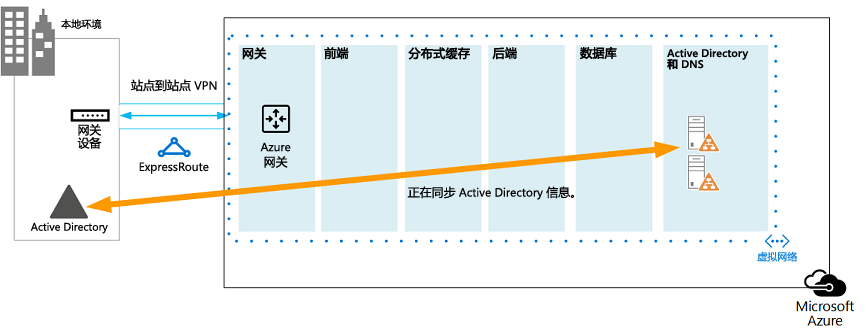 本地环境
站点到站点 VPN
网关
设备
ExpressRoute
Active Directory
网关
前端
分布式缓存
后端
数据库
Active Directory
和 DNS
Azure
网关
正在同步 Active Directory 信息。
虚拟网络
Microsoft
Azure